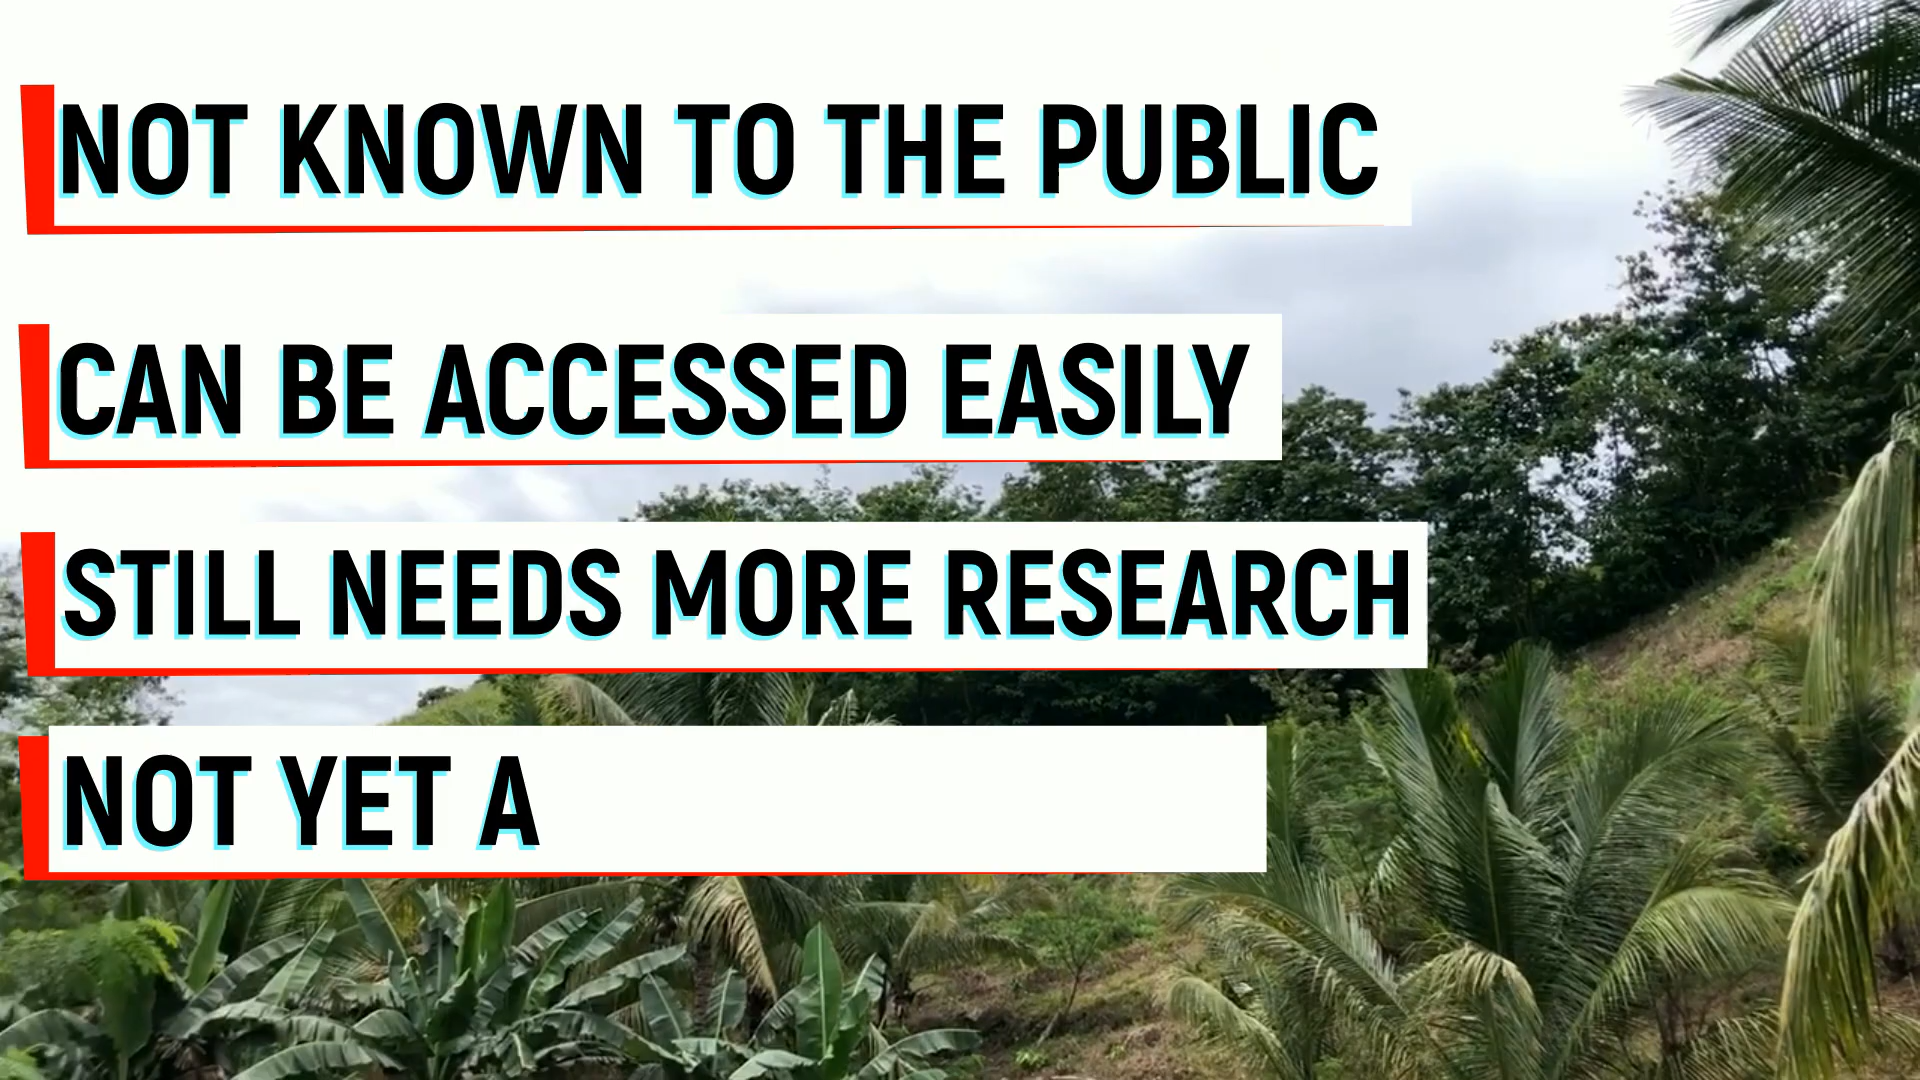 NOT KNOWN TO THE PUBLIC
CAN BE ACCESSED EASILY
STILL NEEDS MORE RESEARCH
NOT YET A